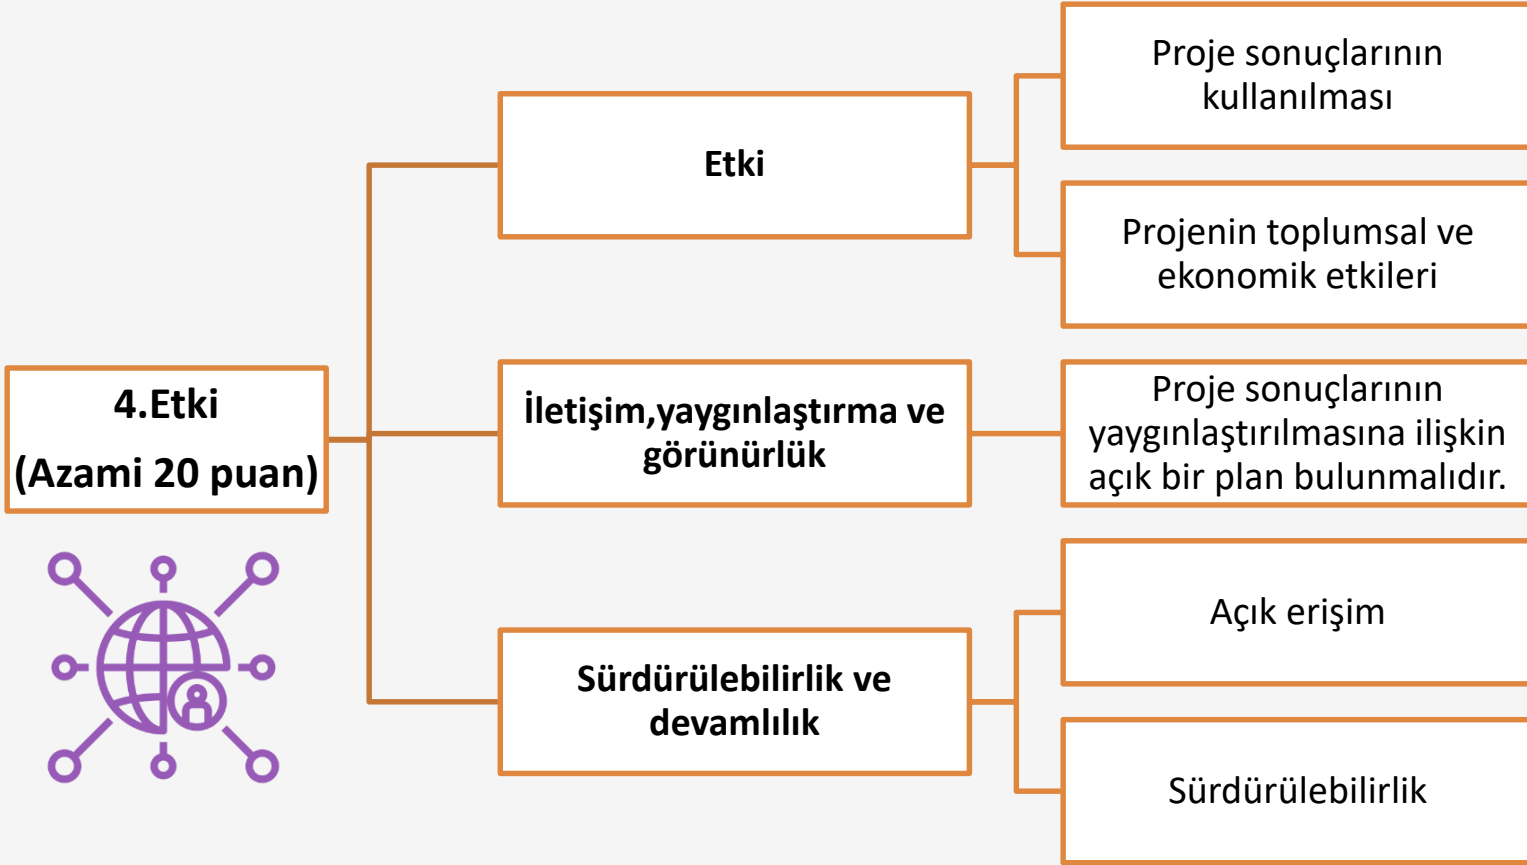 4.Etki
(Azami 20 puan)
Etki
Proje sonuçlarının
kullanılması
Projenin toplumsal ve
ekonomik etkileri
İletişim,yaygınlaştırma ve
görünürlük
Proje sonuçlarının
yaygınlaştırılmasına ilişkin
açık bir plan bulunmalıdır.
Sürdürülebilirlik ve
devamlılık
Açık erişim
Sürdürülebilirlik